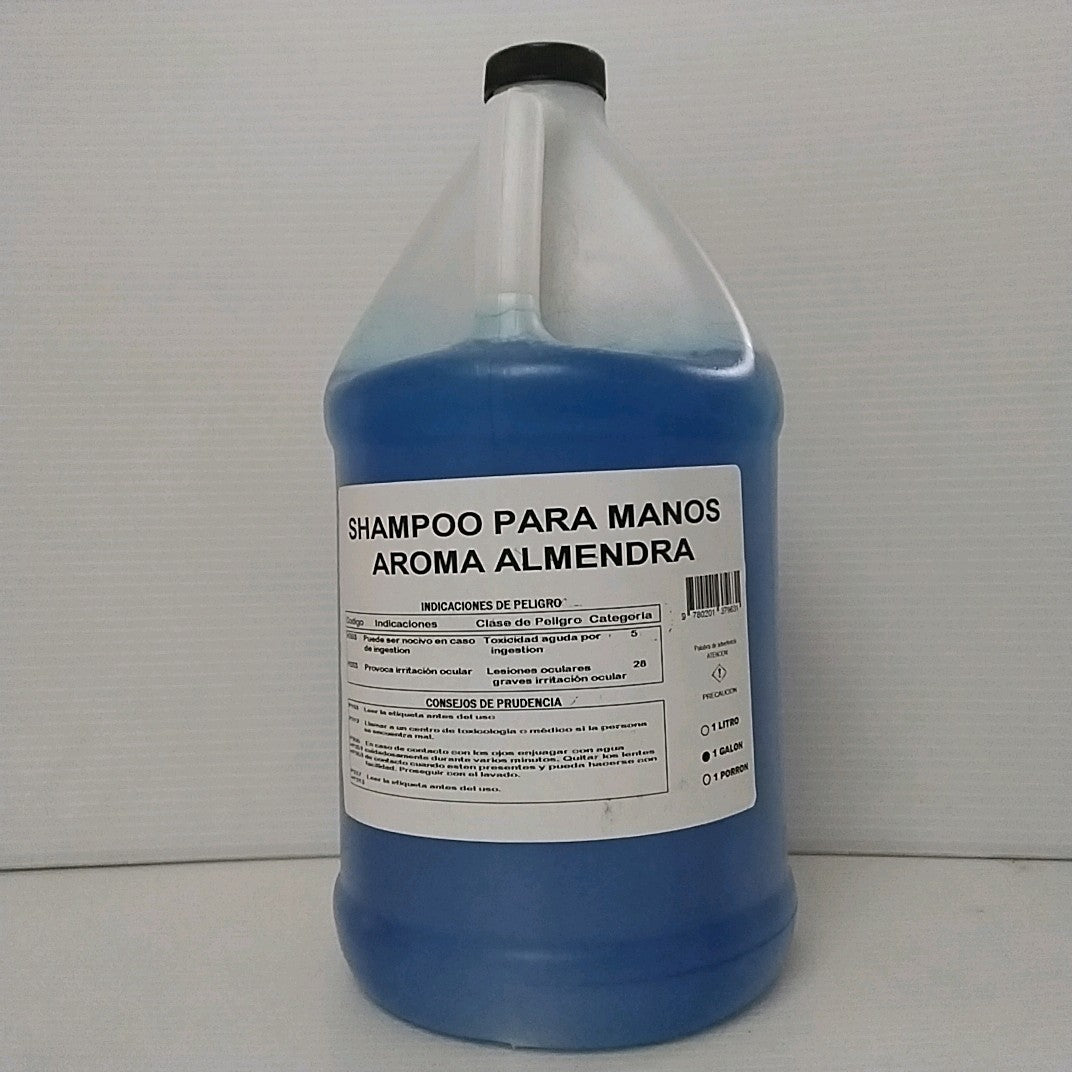 SHAMPOO PARA MANOS
AROMA ALMENDRA
INDICACIONES DE PELIGRO
Codigo Indicaciones Clase de Peligro Categoria
Puede ser nocivo en caso de ingestion Toxicidad aguda por ingestion 5
Provoca irritación ocular Lesiones oculares graves irritación ocular
CONSEJOS DE PRUDENCIA
Leer la etiqueta antes del uso
Llamar a un centro de toxicologia o médico si la persona
se encuentra mal.
En caso de contacto con los ojos enjuagar con agua
cuidadosamente durante varios minutos. Quitar los lentes
de contacto cuando esten presentes y pueda hacerse con
facilidad. Proseguir con el lavado.
Leer la etiqueta antes del uso.
Palabra de advertencia
ATENCION
!
PRECAUCION
1 LITRO
1 GALON
1 PORRON